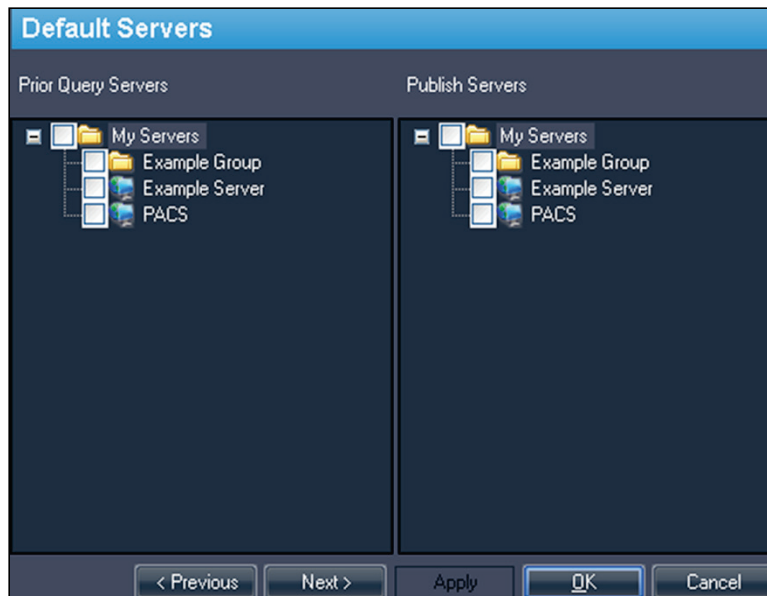 Default Servers
Prior Query Servers
Publish Servers
My Servers
Example Group
Example Server
PACS
My Servers
Example Group
Example Server
PACS
< Previous
Next >
Apply
OK
Cancel